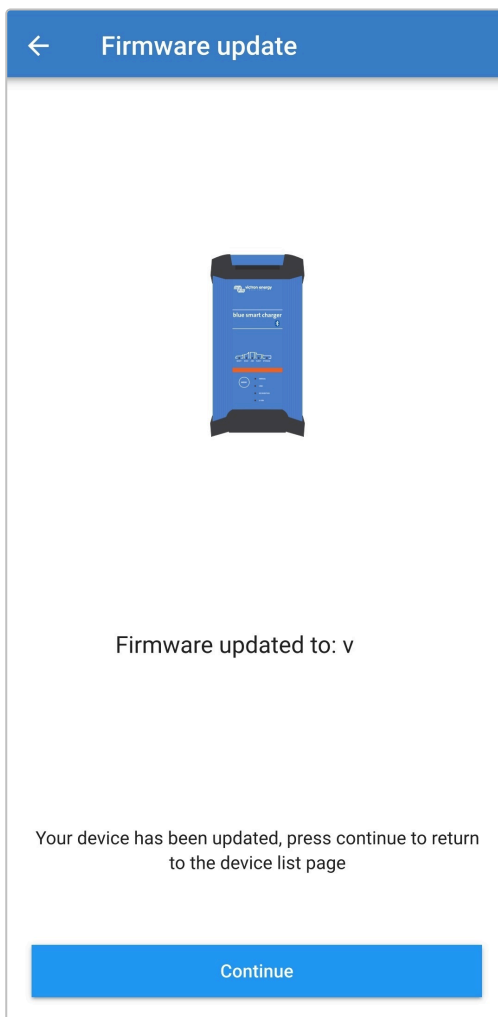 Firmware update
victron energy
blue smart charger
Firmware updated to: v
Your device has been updated, press continue to return
to the device list page
Continue